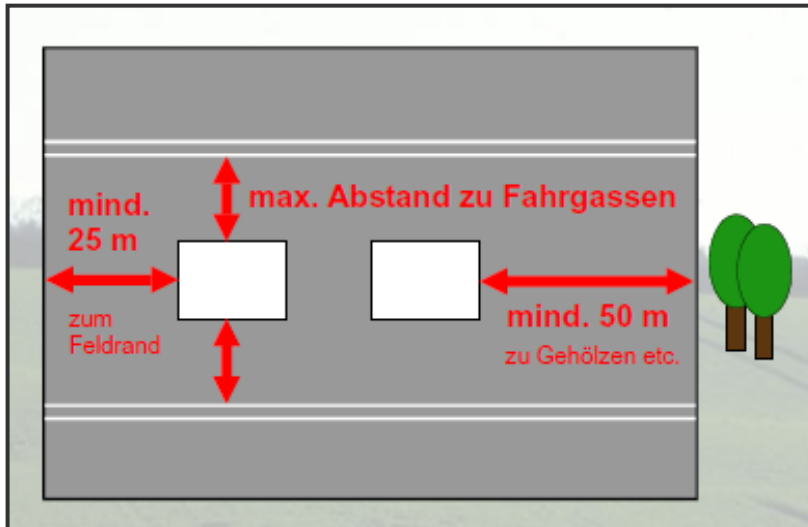 max. Abstand zu Fahrgassen
mind.
25 m
zum
Feldrand
mind. 50 m
zu Gehölzen etc.